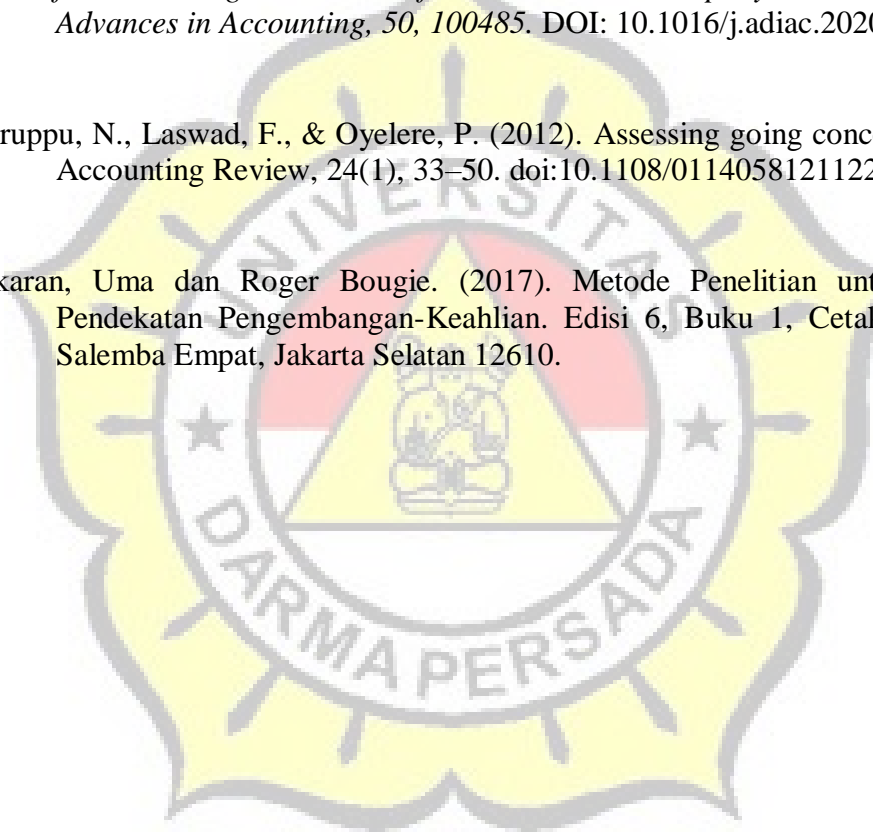 Advances in Accounting, 50, 100485. DOI: 10.1016/j.adiac.2020
ruppu, N., Laswad, F., & Oyelere, P. (2012). Assessing going conce
Accounting Review, 24(1), 33–50. doi:10.1108/0114058121122
karan, Uma dan Roger Bougie. (2017). Metode Penelitian unt
Pendekatan Pengembangan-Keahlian. Edisi 6, Buku 1, Cetak
Salemba Empat, Jakarta Selatan 12610.
UNIVERSITAS
DARMA PERSADA